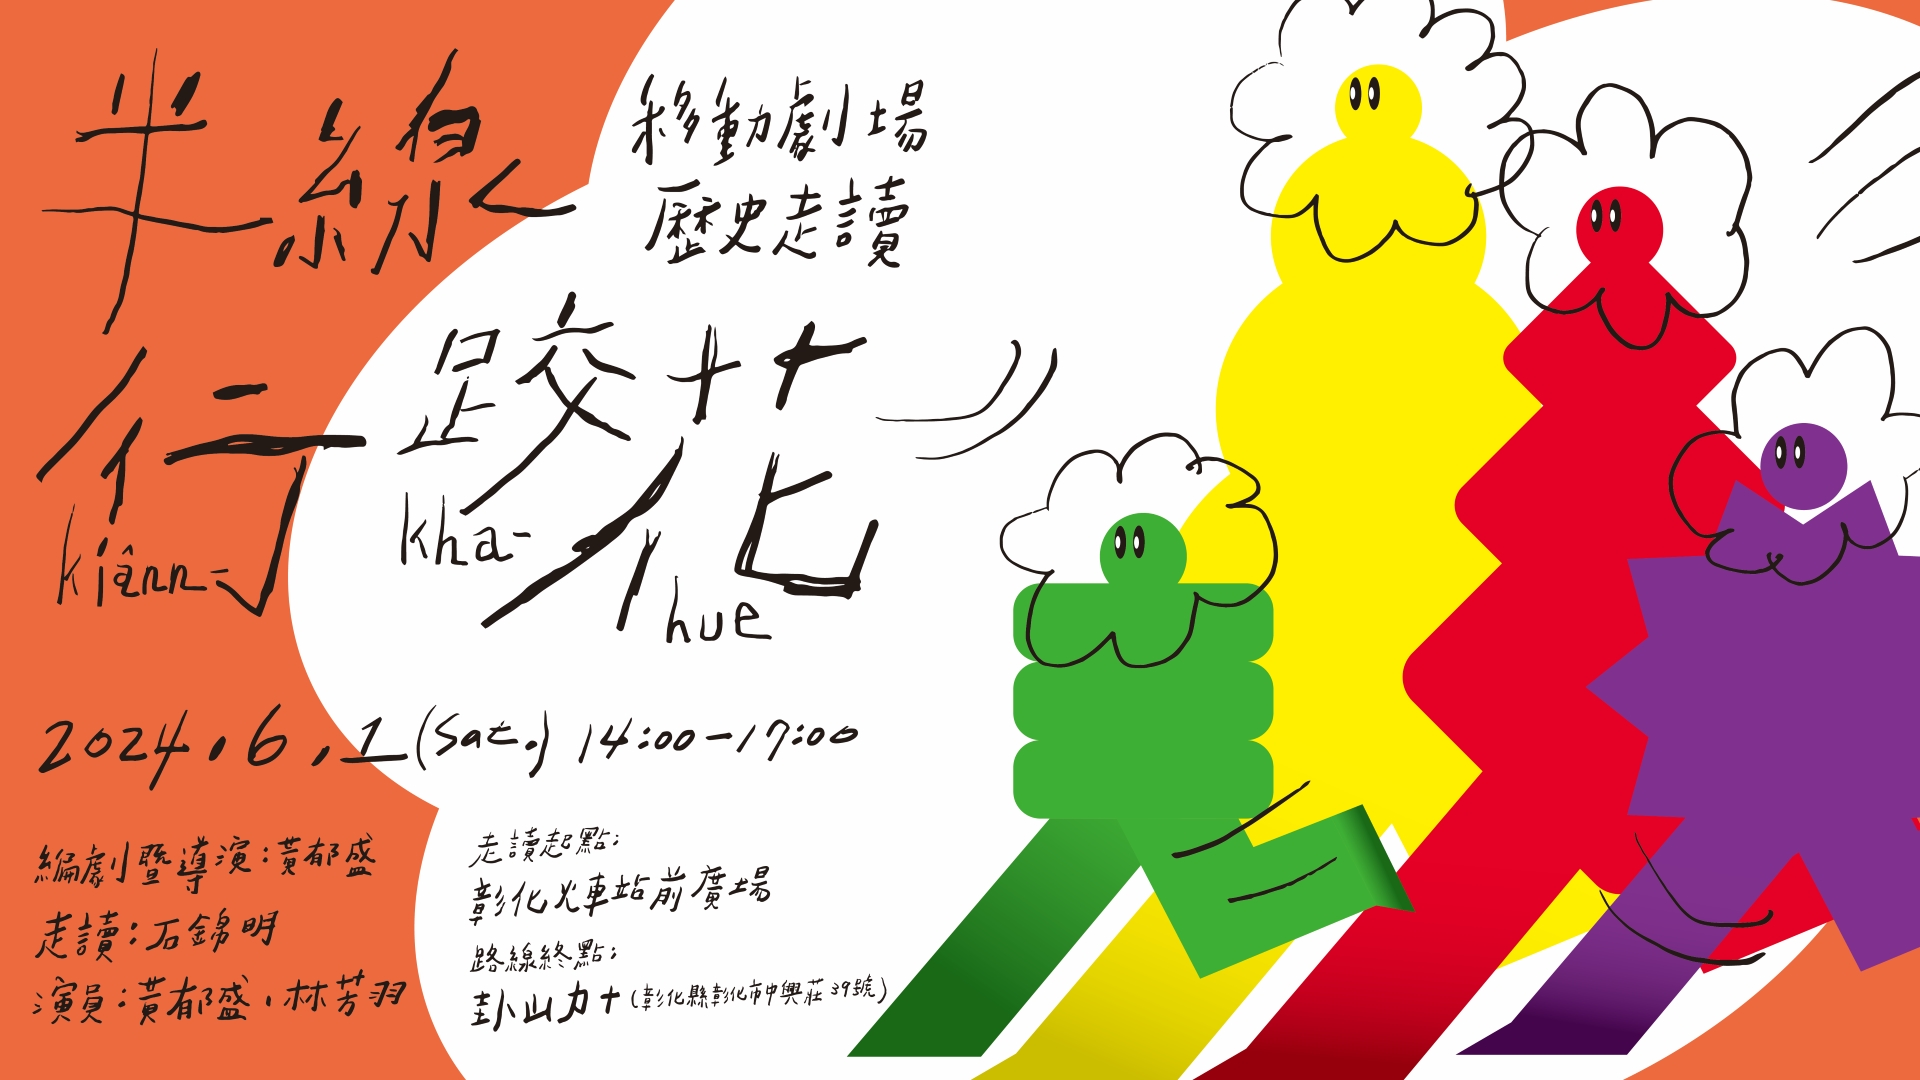 半線
行跤花
kiânn-kha-hue
移動劇場
歷史走讀
2024.6.1(Sat.) 14:00-17:00
編劇暨導演:黃郁盛
走讀:石錦明
演員:黃郁盛,林芳羽
走讀起點:
彰化火車站前廣場
路線終點:
卦山力十(彰化縣彰化市中興莊39號)